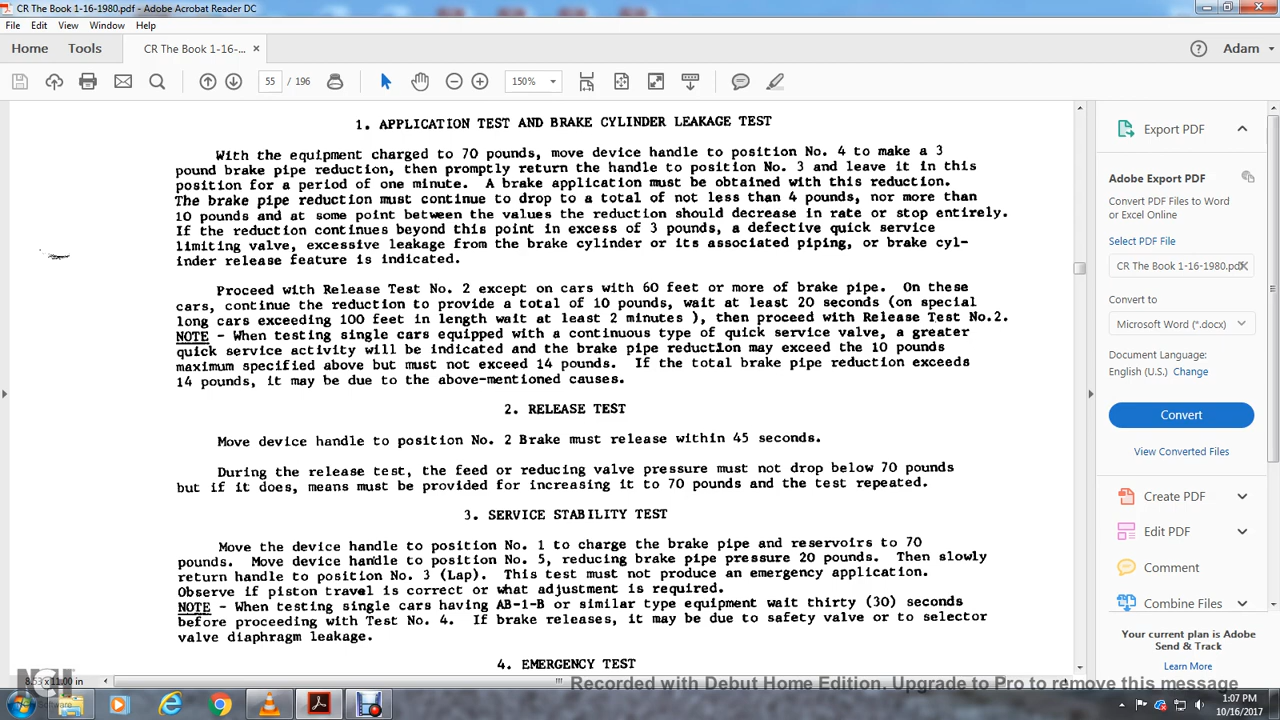 CR The Book 1-16-1980.pdf - Adobe Acrobat Reader DC
File Edit View Window Help
Home Tools CR The Book 1-16-... × Adam
55 / 196 150%
1. APPLICATION TEST AND BRAKE CYLINDER LEAKAGE TEST
With the equipment charged to 70 pounds, move device handle to position No. 4 to make a 3
pound brake pipe reduction, then promptly return the handle to position No. 3 and leave it in this
position for a period of one minute. A brake application must be obtained with this reduction.
The brake pipe reduction must continue to drop to a total of not less than 4 pounds, nor more than
10 pounds and at some point between the values the reduction should decrease in rate or stop entirely.
If the reduction continues beyond this point in excess of 3 pounds, a defective quick service
limiting valve, excessive leakage from the brake cylinder or its associated piping, or brake cyl-
inder release feature is indicated.
Proceed with Release Test No. 2 except on cars with 60 feet or more of brake pipe. On these
cars, continue the reduction to provide a total of 10 pounds, wait at least 20 seconds (on special
long cars exceeding 100 feet in length wait at least 2 minutes ), then proceed with Release Test No.2.
NOTE - When testing single cars equipped with a continuous type of quick service valve, a greater
quick service activity will be indicated and the brake pipe reduction may exceed the 10 pounds
maximum specified above but must not exceed 14 pounds. If the total brake pipe reduction exceeds
14 pounds, it may be due to the above-mentioned causes.
2. RELEASE TEST
Move device handle to position No. 2 Brake must release within 45 seconds.
During the release test, the feed or reducing valve pressure must not drop below 70 pounds
but if it does, means must be provided for increasing it to 70 pounds and the test repeated.
3. SERVICE STABILITY TEST
Move the device handle to position No. 1 to charge the brake pipe and reservoirs to 70
pounds. Move device handle to position No. 5, reducing brake pipe pressure 20 pounds. Then slowly
return handle to position No. 3 (Lap). This test must not produce an emergency application.
Observe if piston travel is correct or what adjustment is required.
NOTE - When testing single cars having AB-1-B or similar type equipment wait thirty (30) seconds
before proceeding with Test No. 4. If brake releases, it may be due to safety valve or to selector
valve diaphragm leakage.
4. EMERGENCY TEST
Export PDF
Adobe Export PDF
Convert PDF Files to Word
or Excel Online
Select PDF File
CR The Book 1-16-1980.pdf
Convert to
Microsoft Word (*.docx)
Document Language:
English (U.S.) Change
Convert
View Converted Files
Create PDF
Edit PDF
Comment
Combine Files
Your current plan is Adobe
Send & Track
Learn More
8.53 x 11.00 in
NCH
Software
Recorded with Debut Home Edition. Upgrade to Pro to remove this message
1:07 PM
10/16/2017